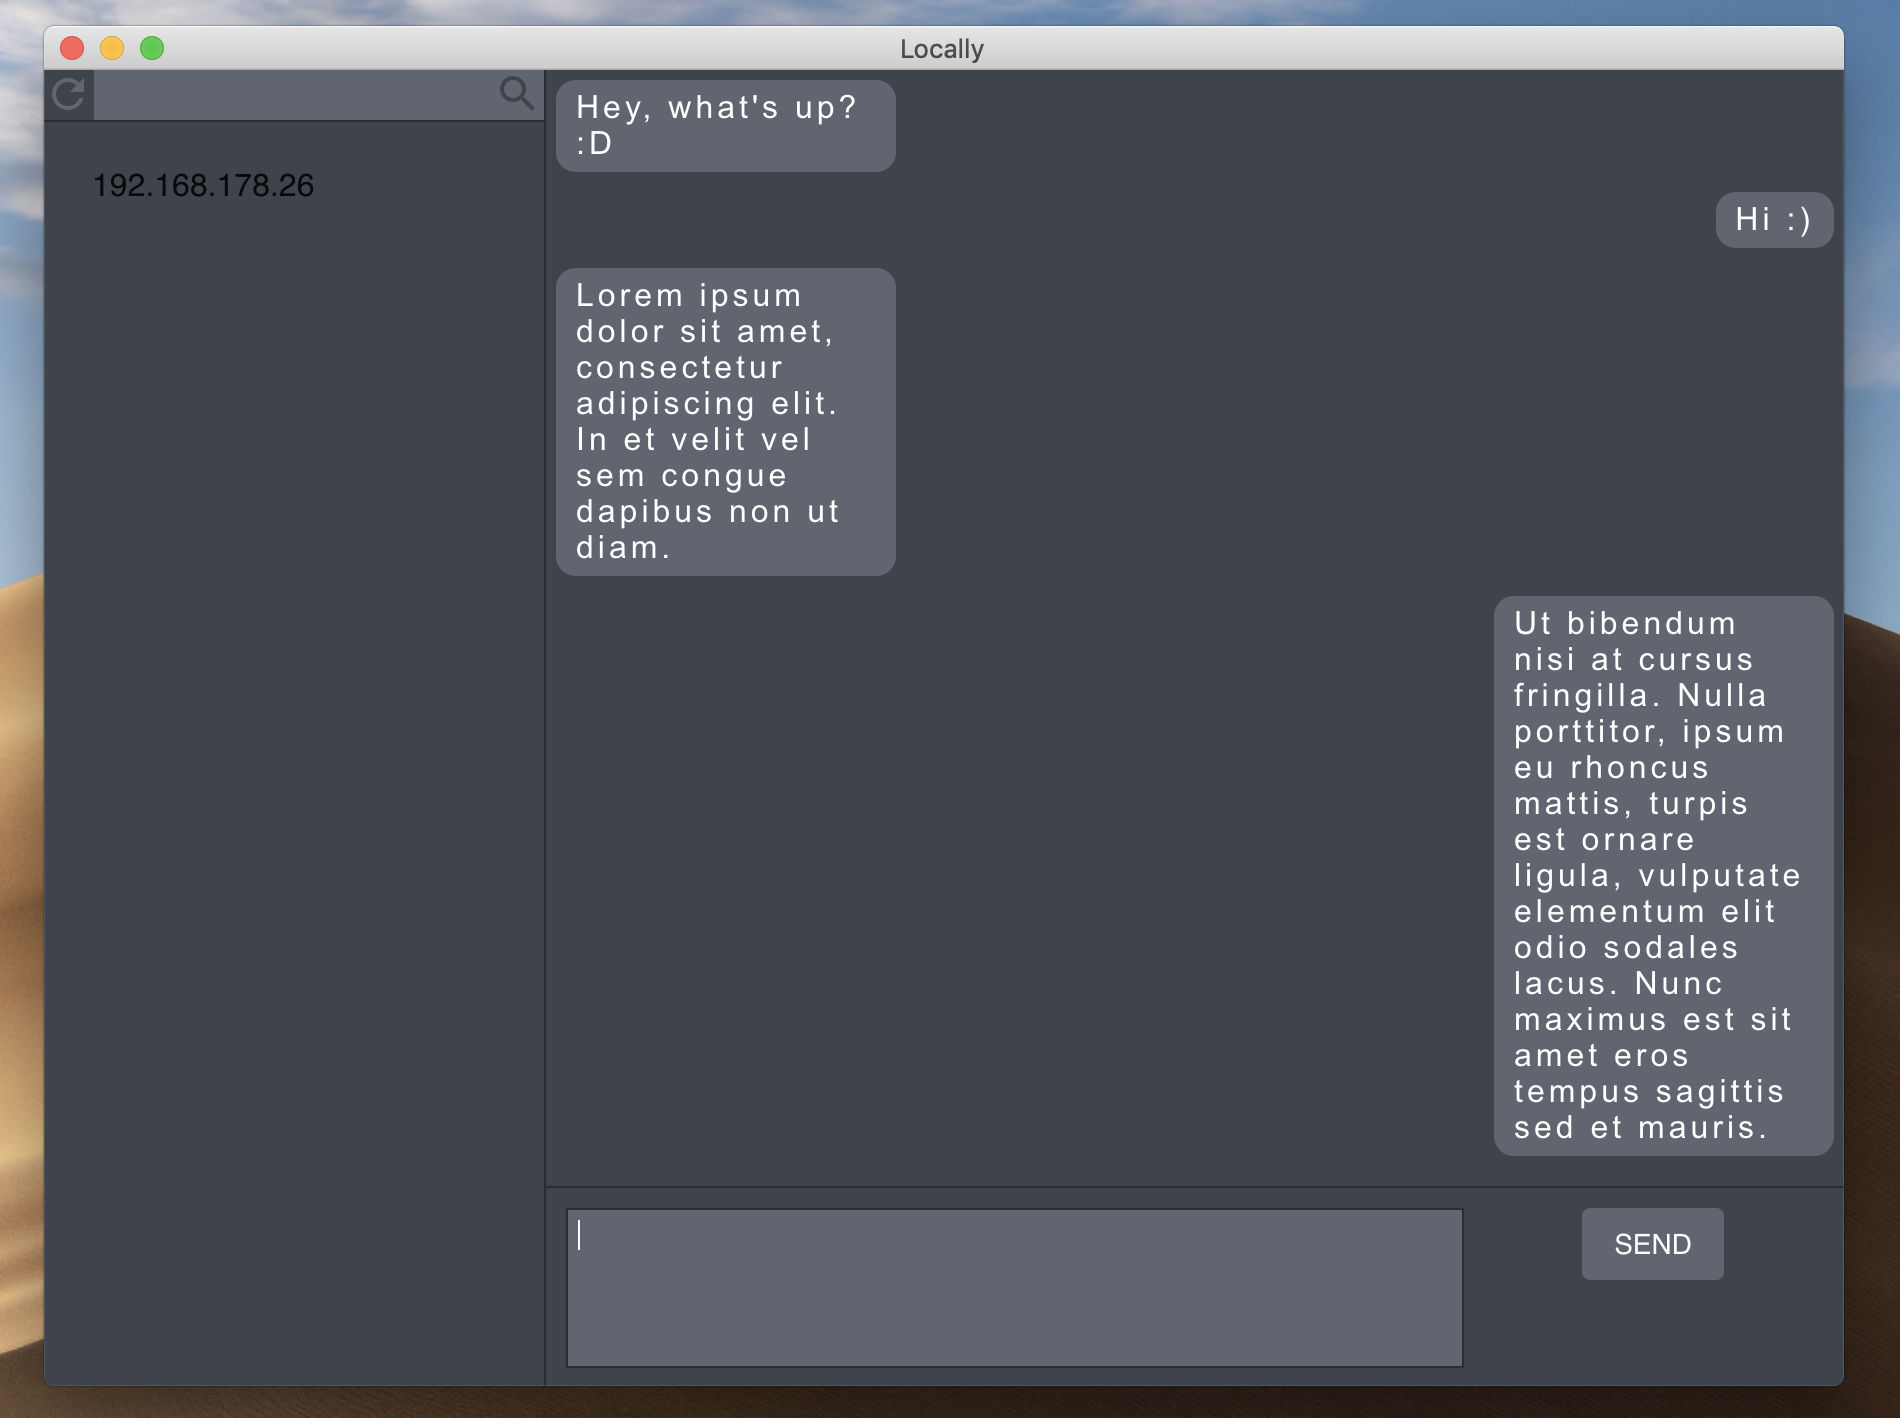 Locally
192.168.178.26
Hey, what's up?
:D
Hi :)
Lorem ipsum
dolor sit amet,
consectetur
adipiscing elit.
In et velit vel
sem congue
dapibus non ut
diam.
Ut bibendum
nisi at cursus
fringilla. Nulla
porttitor, ipsum
eu rhoncus
mattis, turpis
est ornare
ligula, vulputate
elementum elit
odio sodales
lacus. Nunc
maximus est sit
amet eros
tempus sagittis
sed et mauris.
SEND